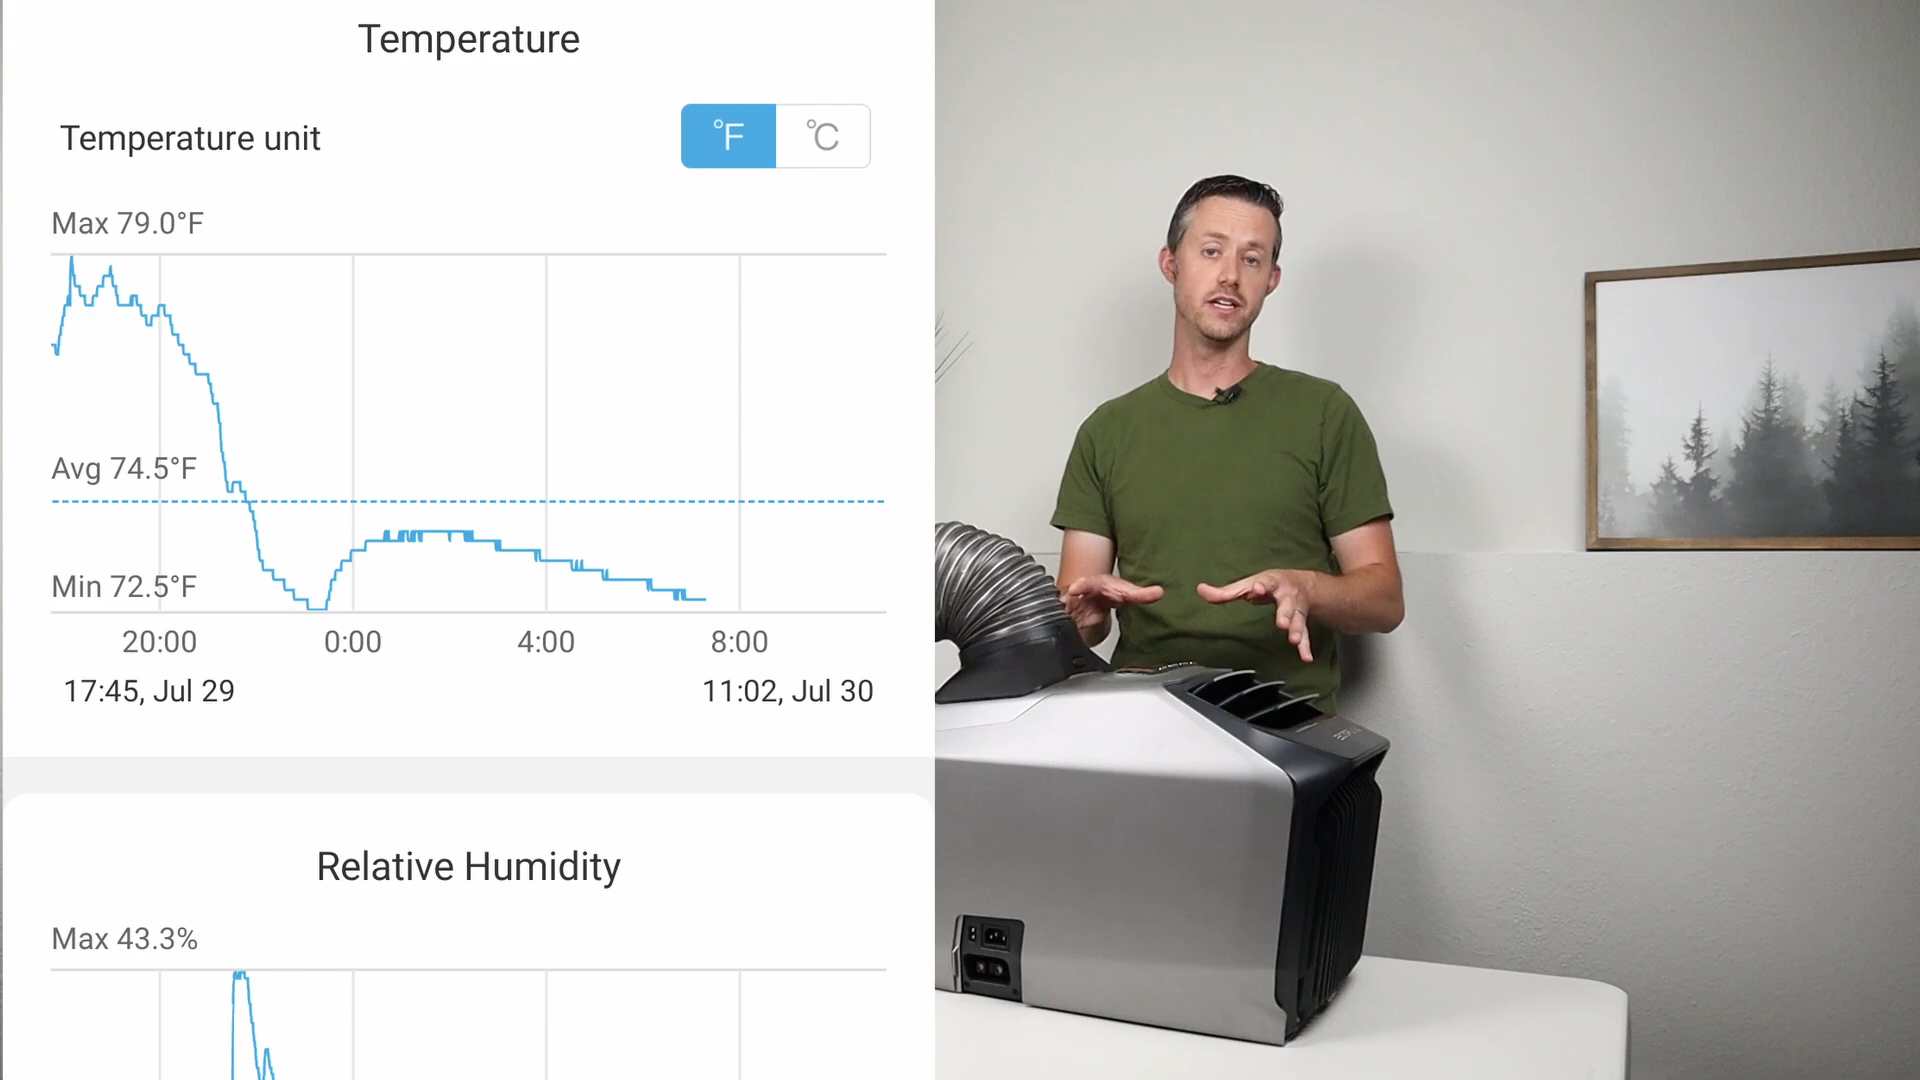 Temperature
Temperature unit
°F
°C
Max 79.0°F
Avg 74.5°F
Min 72.5°F
20:00
0:00
4:00
8:00
17:45, Jul 29
11:02, Jul 30
Relative Humidity
Max 43.3%